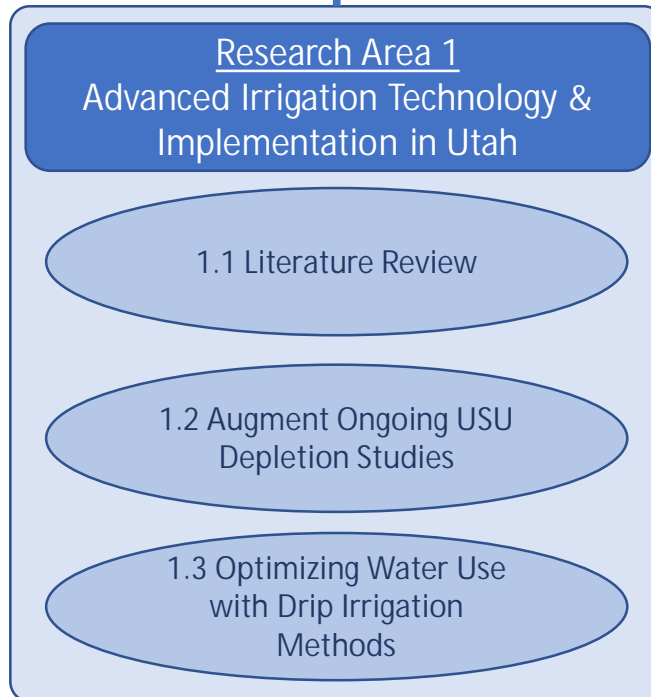 Research Area 1
Advanced Irrigation Technology &
Implementation in Utah
1.1 Literature Review
1.2 Augment Ongoing USU
Depletion Studies
1.3 Optimizing Water Use
with Drip Irrigation
Methods